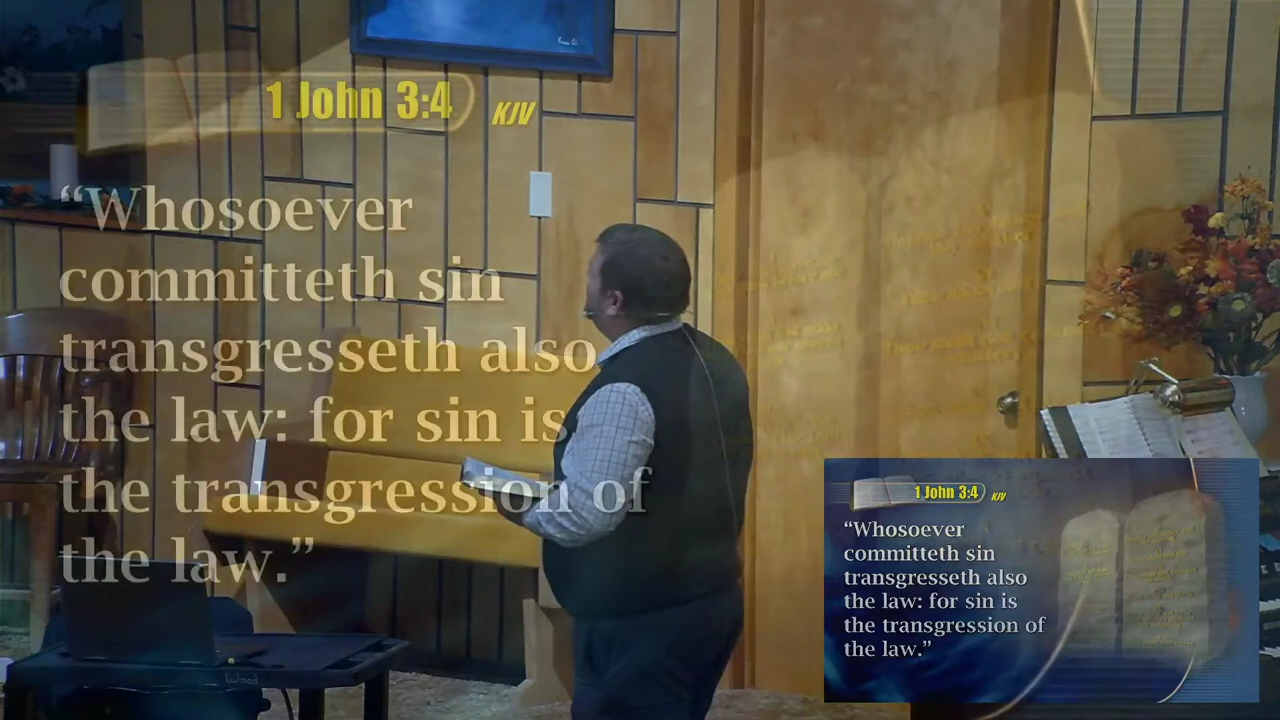 1 John 3:4 KJV
“Whosoever
committeth sin
transgresseth also
the law: for sin is
the transgression of
the law.”
Wood
1 John 3:4 KJV
“Whosoever
committeth sin
transgresseth also
the law: for sin is
the transgression of
the law.”